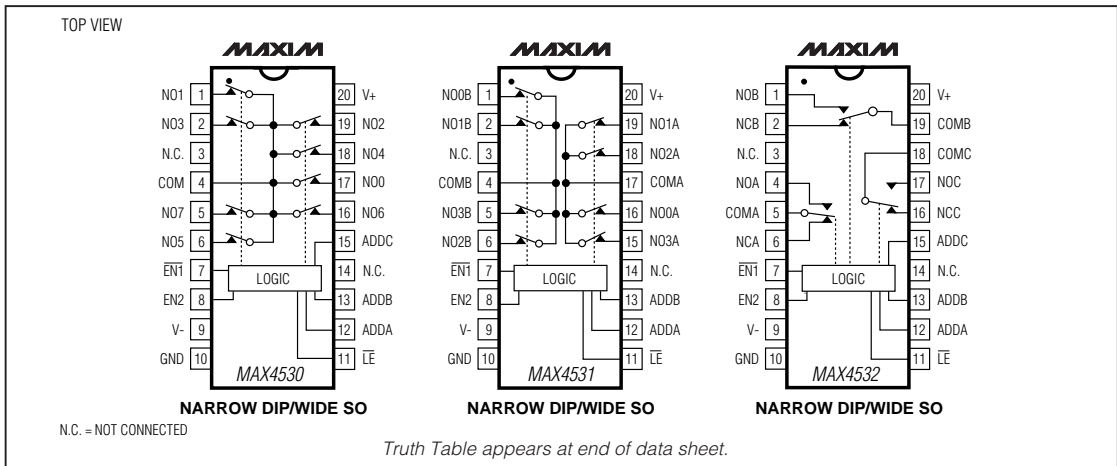 TOP VIEW
MAXIM
NO1 1 20 V+
NO3 2 19 NO2
N.C. 3 18 NO4
COM 4 17 NO0
NO7 5 16 NO6
NO5 6 15 ADDC
EN1 7 LOGIC 14 N.C.
EN2 8 13 ADDB
V- 9 12 ADDA
GND 10 11 LE
MAX4530
NARROW DIP/WIDE SO
MAXIM
NO0B 1 20 V+
NO1B 2 19 NO1A
N.C. 3 18 NO2A
COMB 4 17 COMA
NO3B 5 16 NO0A
NO2B 6 15 NO3A
EN1 7 LOGIC 14 N.C.
EN2 8 13 ADDB
V- 9 12 ADDA
GND 10 11 LE
MAX4531
NARROW DIP/WIDE SO
MAXIM
NOB 1 20 V+
NCB 2 19 COMB
N.C. 3 18 COMC
NOA 4 17 NOC
COMA 5 16 NCC
NCA 6 15 ADDC
EN1 7 LOGIC 14 N.C.
EN2 8 13 ADDB
V- 9 12 ADDA
GND 10 11 LE
MAX4532
NARROW DIP/WIDE SO
N.C. = NOT CONNECTED
Truth Table appears at end of data sheet.